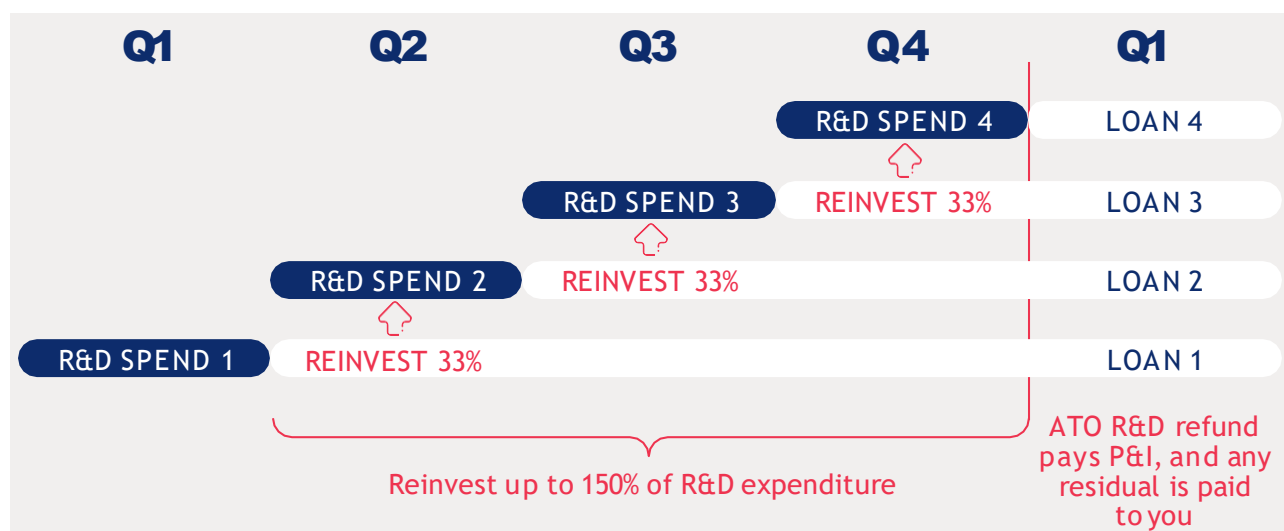 Q1 Q2 Q3 Q4 Q1
R&D SPEND 4 LOAN 4
R&D SPEND 3 REINVEST 33% LOAN 3
R&D SPEND 2 REINVEST 33% LOAN 2
R&D SPEND 1 REINVEST 33% LOAN 1
Reinvest up to 150% of R&D expenditure
ATO R&D refund
pays P&I, and any
residual is paid
to you